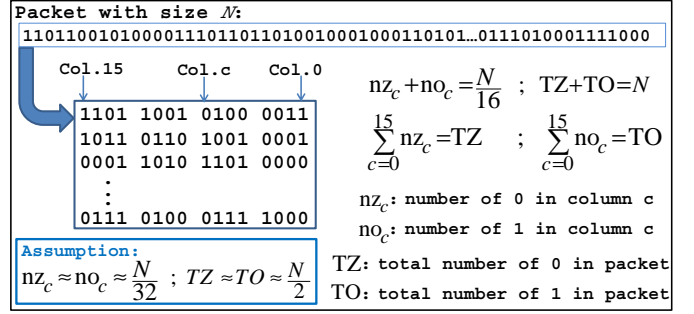 Packet with size N:
11011001010000111011011010010001000110101…0111010001111000
Col.15 Col.c Col.0
1101 1001 0100 0011
1011 0110 1001 0001
0001 1010 1101 0000
⋮
0111 0100 0111 1000
Assumption:
nz_c ≈ no_c ≈ N/32 ; TZ ≈ TO ≈ N/2
nz_c + no_c = N/16 ; TZ+TO=N
∑_{c=0}^{15} nz_c = TZ ; ∑_{c=0}^{15} no_c = TO
nz_c: number of 0 in column c
no_c: number of 1 in column c
TZ: total number of 0 in packet
TO: total number of 1 in packet